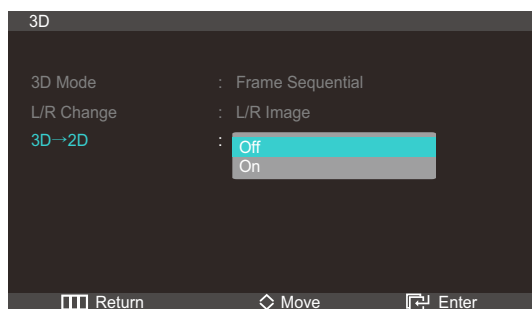 3D
3D Mode : Frame Sequential
L/R Change : L/R Image
3D→2D : Off
On
Return Move Enter